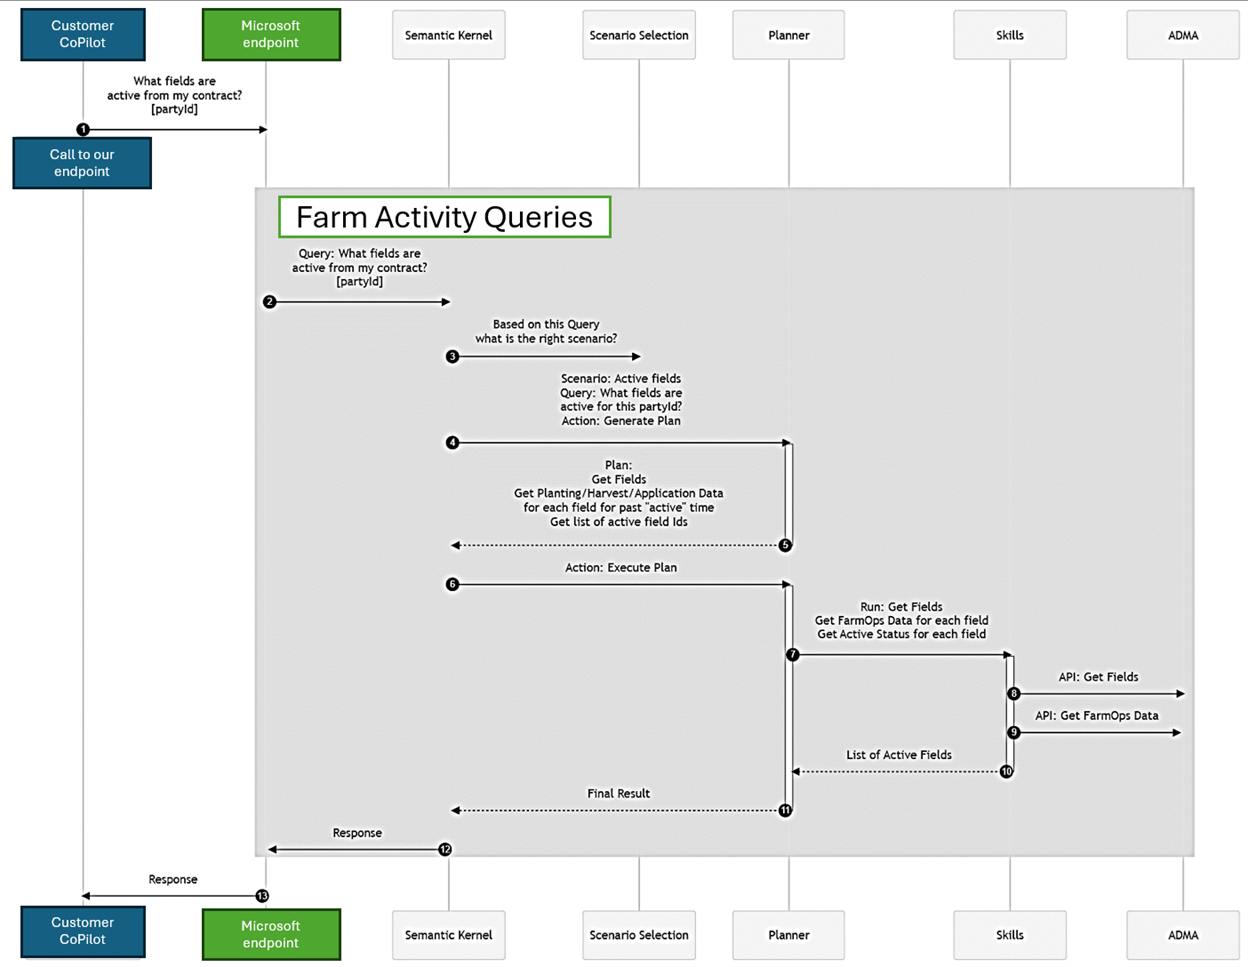 Customer
CoPilot
Microsoft
endpoint
Semantic Kernel
Scenario Selection
Planner
Skills
ADMA
What fields are
active from my contract?
[partyId]
1
Call to our
endpoint
Farm Activity Queries
Query: What fields are
active from my contract?
[partyId]
2
Based on this Query
what is the right scenario?
3
Scenario: Active fields
Query: What fields are
active for this partyId?
Action: Generate Plan
4
Plan:
Get Fields
Get Planting/Harvest/Application Data
for each field for past "active" time
Get list of active field Ids
5
Action: Execute Plan
6
Run: Get Fields
Get FarmOps Data for each field
Get Active Status for each field
7
API: Get Fields
8
API: Get FarmOps Data
9
List of Active Fields
10
Final Result
11
Response
12
Response
13
Customer
CoPilot
Microsoft
endpoint
Semantic Kernel
Scenario Selection
Planner
Skills
ADMA